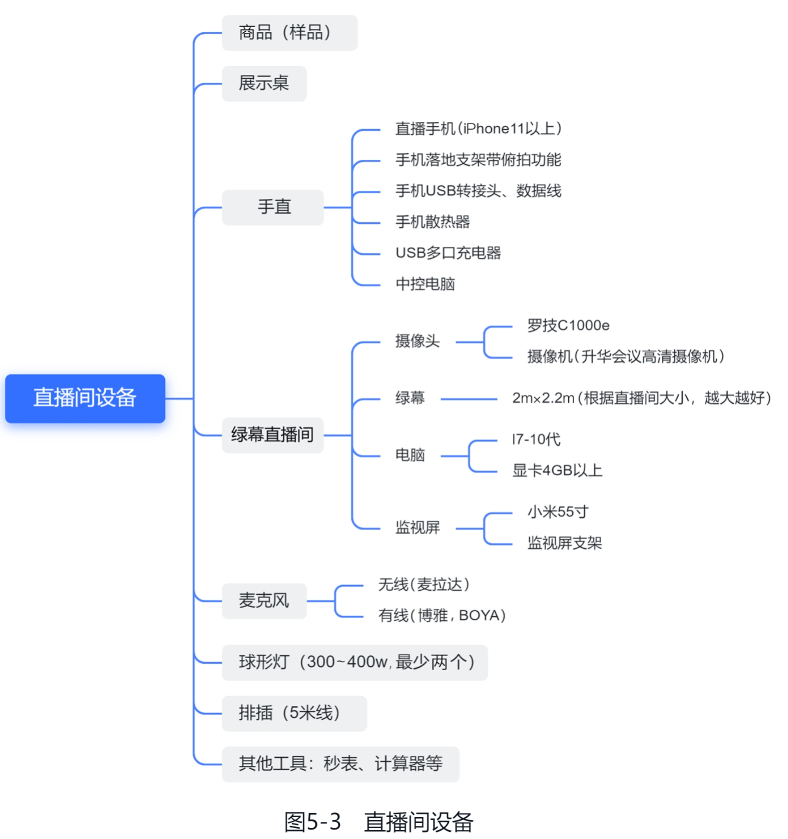 商品（样品）
展示桌
直播手机(iPhone11以上)
手机落地支架带俯拍功能
手机USB转接头、数据线
手直
手机散热器
USB多口充电器
中控电脑
罗技C1000e
摄像头
摄像机(升华会议高清摄像机)
直播间设备
绿幕
2m×2.2m(根据直播间大小，越大越好)
绿幕直播间
I7-10代
电脑
显卡4GB以上
小米55寸
监视屏
监视屏支架
无线(麦拉达)
麦克风
有线(博雅，BOYA)
球形灯（300~400w,最少两个）
排插（5米线）
其他工具：秒表、计算器等
图5-3 直播间设备